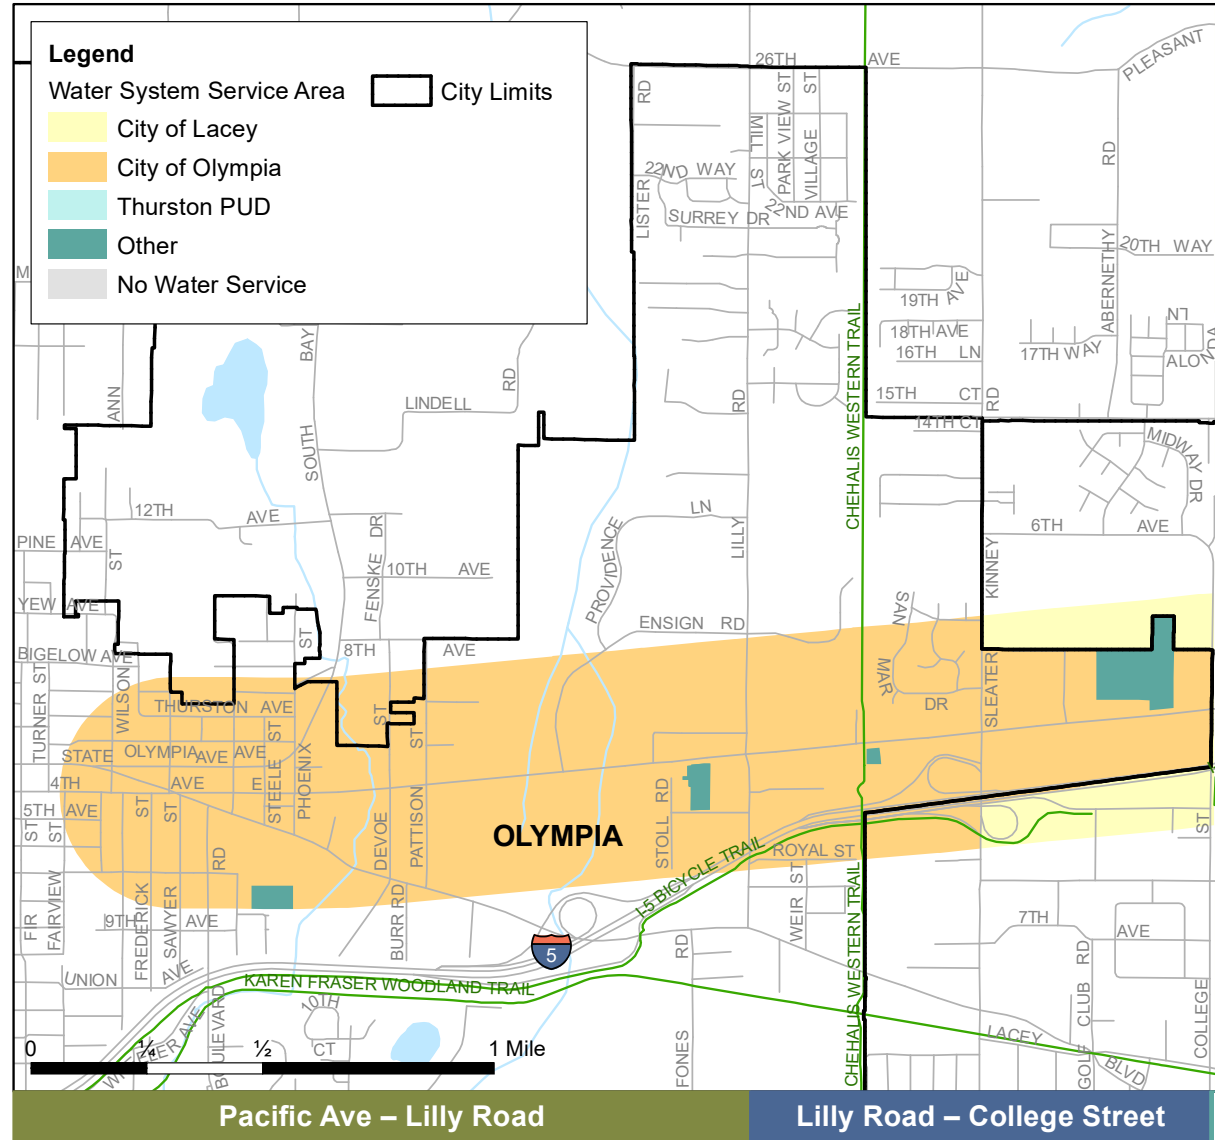 Legend
Water System Service Area
City Limits
City of Lacey
City of Olympia
Thurston PUD
Other
No Water Service
26TH AVE
PLEASANT
RD
MILL ST
PARK VIEW ST
VILLAGE ST
RD
22ND WAY
LISTER
SURREY DR
22ND AVE
20TH WAY
ABERNETHY
M
19TH AVE
18TH AVE
16TH LN
17TH WAY
LN
ALO
BAY
RD
LINDELL
ANN
15TH CT
RD
RD
14TH CT
CHEHALIS WESTERN TRAIL
MIDWAY DR
SOUTH
12TH AVE
LN
6TH AVE
PINE AVE
ST
FENSKE DR
PROVIDENCE
LILLY
KINNEY
10TH AVE
YEW AVE
ENSIGN RD
SAN
ST
8TH AVE
BIGELOW AVE
MAR
DR
SLEATER
TURNER ST
WILSON
THURSTON AVE
ST
ST
ST
STATE
OLYMPIA AVE
AVE
STEELE
PHOENIX
4TH AVE E
5TH AVE
ST
ST
ST
ST
RD
DEVOE
PATTISON
OLYMPIA
STOLL RD
I-5 BICYCLE TRAIL
ROYAL ST
WEIR ST
ST
FIR
FAIRVIEW
FREDERICK
SAWYER
9TH AVE
BURR RD
7TH AVE
5
RD
RD
UNION AVE
KAREN FRASER WOODLAND TRAIL
CHEHALIS WESTERN TRAIL
10TH
CT
WHEELER AVE
BOULEVARD
FONES
GOLF CLUB
LACEY BLVD
COLLEGE
0 ¼ ½ 1 Mile
Pacific Ave – Lilly Road
Lilly Road – College Street